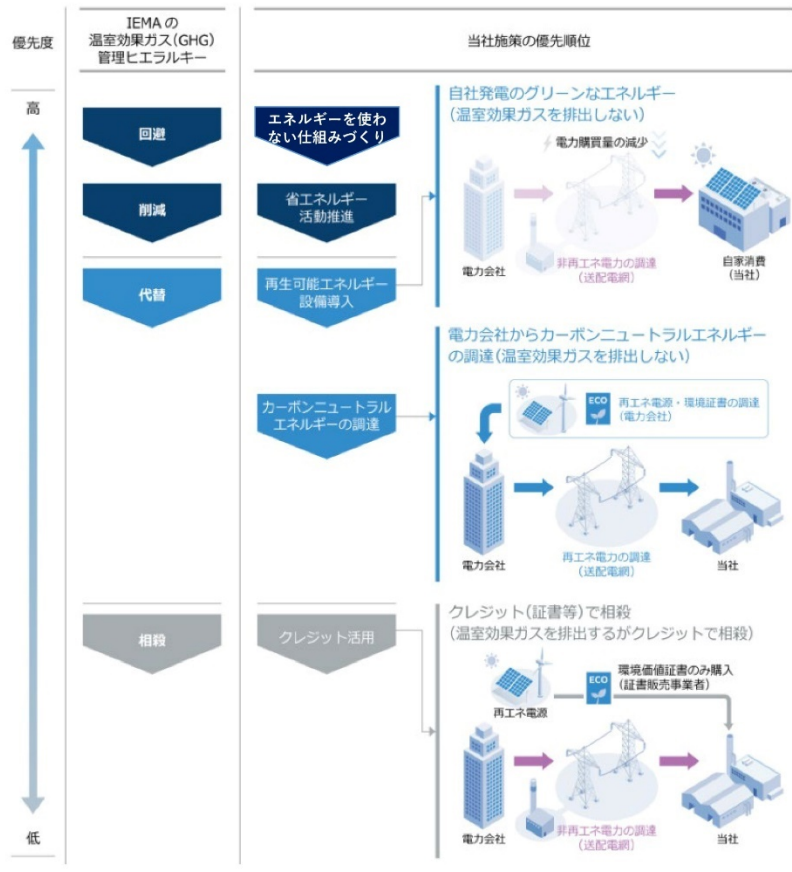 優先度
IEMA の
温室効果ガス(GHG)
管理ヒエラルキー
当社施策の優先順位
高
回避
エネルギーを使わ
ない仕組みづくり
削減
省エネルギー
活動推進
代替
再生可能エネルギー
設備導入
自社発電のグリーンなエネルギー
(温室効果ガスを排出しない)
電力購買量の減少
電力会社
非再エネ電力の調達
(送配電網)
自家消費
(当社)
カーボンニュートラル
エネルギーの調達
電力会社からカーボンニュートラルエネルギー
の調達(温室効果ガスを排出しない)
ECO
再エネ電源・環境証書の調達
(電力会社)
電力会社
再エネ電力の調達
(送配電網)
当社
相殺
クレジット活用
クレジット(証書等)で相殺
(温室効果ガスを排出するがクレジットで相殺)
再エネ電源
ECO
環境価値証書のみ購入
(証書販売事業者)
電力会社
非再エネ電力の調達
(送配電網)
当社
低